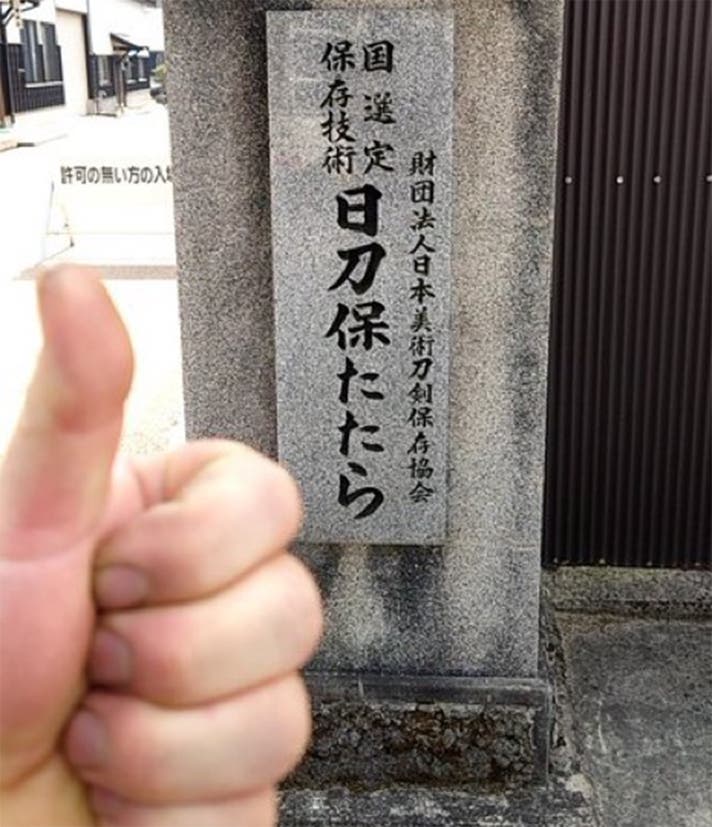 財団法人日本美術刀剣保存協会
国選定
保存技術
日刀保たたら
許可の無い方の入